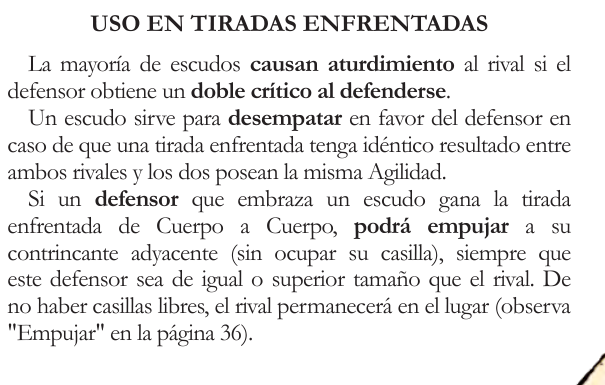 USO EN TIRADAS ENFRENTADAS
La mayoría de escudos causan aturdimiento al rival si el
defensor obtiene un doble crítico al defenderse.
Un escudo sirve para desempatar en favor del defensor en
caso de que una tirada enfrentada tenga idéntico resultado entre
ambos rivales y los dos posean la misma Agilidad.
Si un defensor que embraza un escudo gana la tirada
enfrentada de Cuerpo a Cuerpo, podrá empujar a su
contrincante adyacente (sin ocupar su casilla), siempre que
este defensor sea de igual o superior tamaño que el rival. De
no haber casillas libres, el rival permanecerá en el lugar (observa
"Empujar" en la página 36).